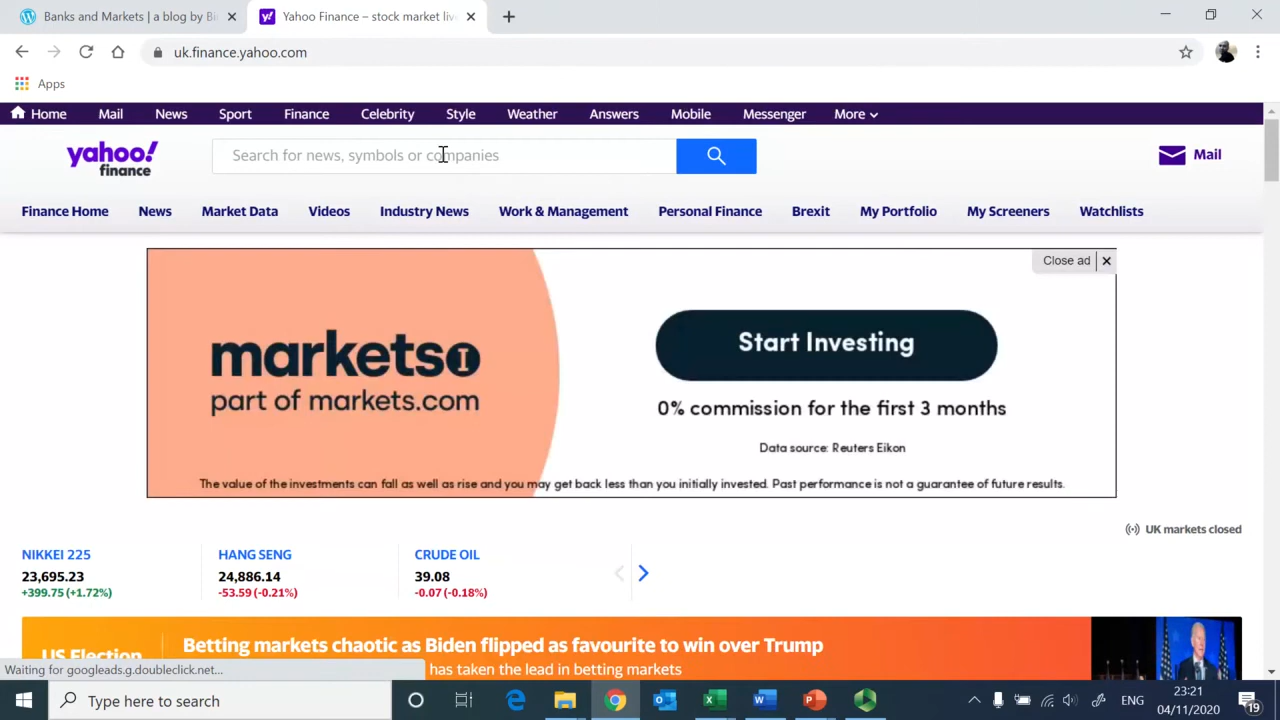 Banks and Markets | a blog by Bi
Yahoo Finance – stock market liv
uk.finance.yahoo.com
Apps
Home Mail News Sport Finance Celebrity Style Weather Answers Mobile Messenger More
yahoo!
finance
Search for news, symbols or companies
Mail
Finance Home News Market Data Videos Industry News Work & Management Personal Finance Brexit My Portfolio My Screeners Watchlists
Close ad
markets
part of markets.com
Start Investing
0% commission for the first 3 months
Data source: Reuters Eikon
The value of the investments can fall as well as rise and you may get back less than you initially invested. Past performance is not a guarantee of future results.
UK markets closed
NIKKEI 225 HANG SENG CRUDE OIL
23,695.23 24,886.14 39.08
+399.75 (+1.72%) -53.59 (-0.21%) -0.07 (-0.18%)
US Election
Betting markets chaotic as Biden flipped as favourite to win over Trump
has taken the lead in betting markets
Waiting for googleads.g.doubleclick.net...
Type here to search
ENG
23:21
04/11/2020
19